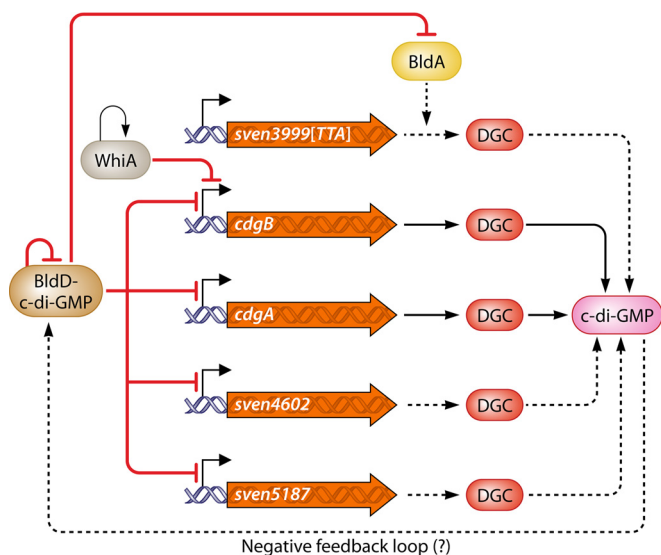 BldA
sven3999[TTA]
DGC
WhiA
cdgB
DGC
BldD-
c-di-GMP
cdgA
DGC
c-di-GMP
sven4602
DGC
sven5187
DGC
Negative feedback loop (?)